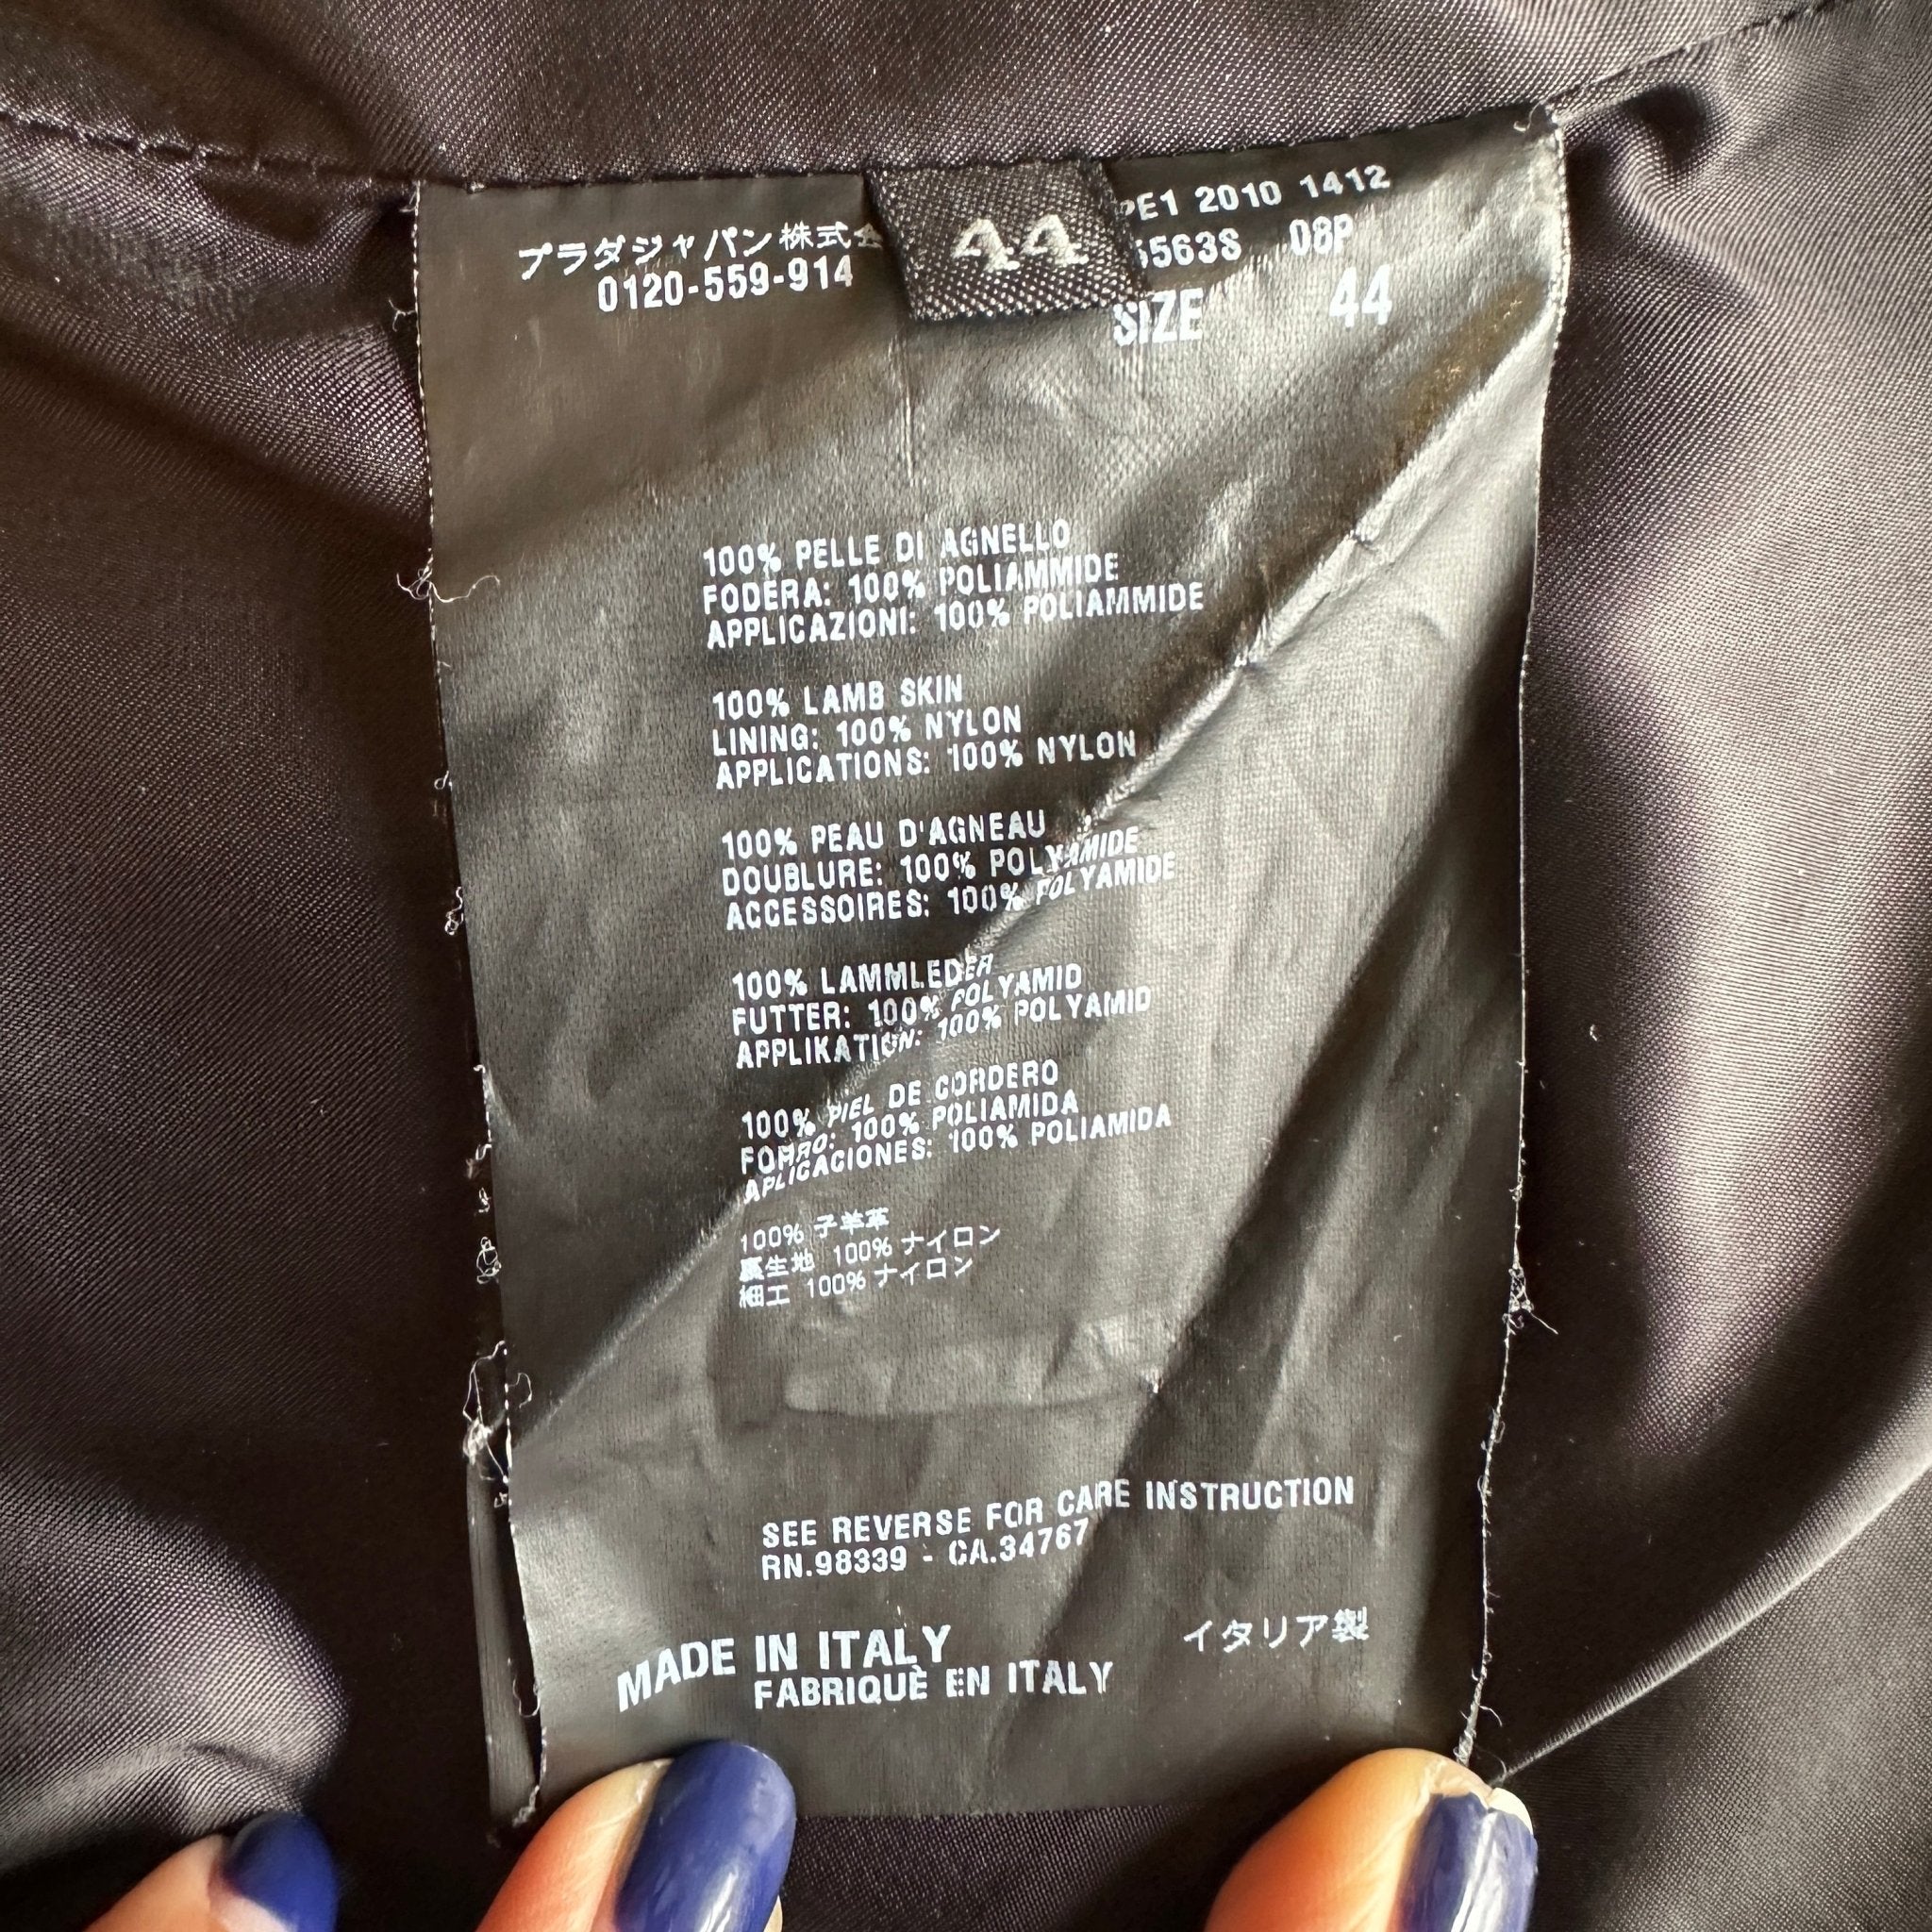 プラダジャパン株式
0120-559-914
44
PE1 2010 1412
5563S 08P
SIZE 44
100% PELLE DI AGNELLO
FODERA: 100% POLIAMMIDE
APPLICAZIONI: 100% POLIAMMIDE
100% LAMB SKIN
LINING: 100% NYLON
APPLICATIONS: 100% NYLON
100% PEAU D'AGNEAU
DOUBLURE: 100% POLYAMIDE
ACCESSOIRES: 100% POLYAMIDE
100% LAMMLEDER
FUTTER: 100% POLYAMID
APPLIKATION: 100% POLYAMID
100% PIEL DE CORDERO
FORRO: 100% POLIAMIDA
APLICACIONES: 100% POLIAMIDA
100% 子羊革
裏生地 100% ナイロン
細工 100% ナイロン
SEE REVERSE FOR CARE INSTRUCTION
RN.98339 - CA.34767
MADE IN ITALY
イタリア製
FABRIQUÈ EN ITALY